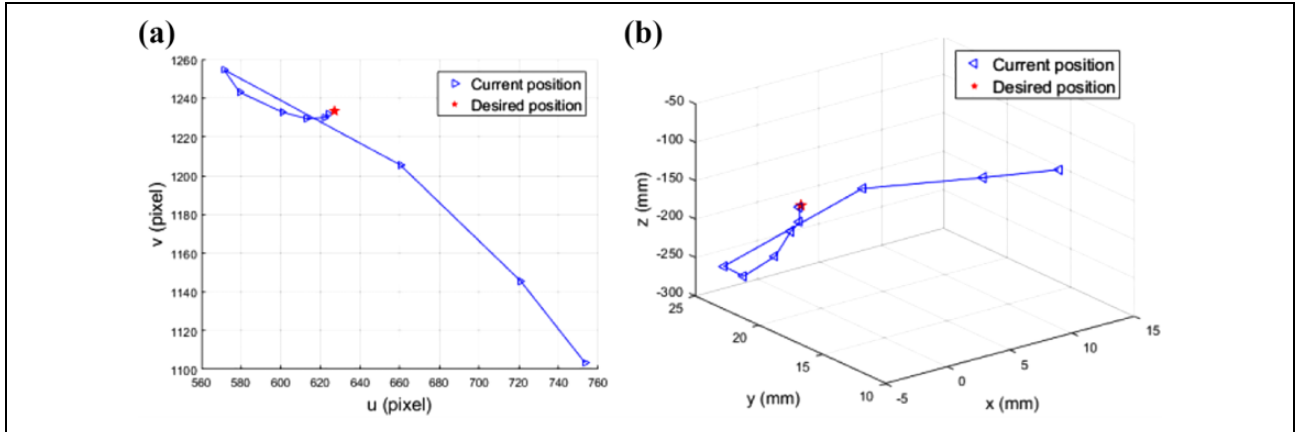 (a)
1260
1240
1220
1200
1180
1160
1140
1120
1100
v (pixel)
560 580 600 620 640 660 680 700 720 740 760
u (pixel)
Current position
Desired position
(b)
-50
-100
-150
-200
-250
-300
z (mm)
25
20
15
10
y (mm)
-5
0
5
10
15
x (mm)
Current position
Desired position